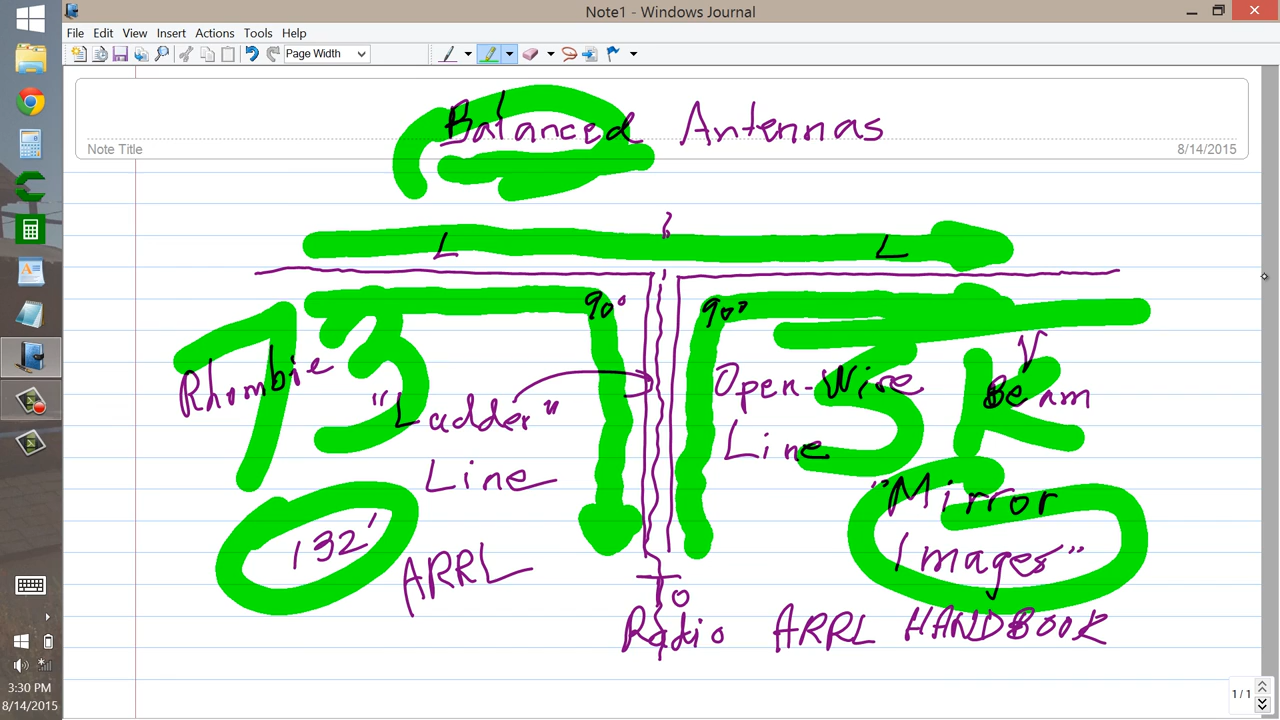 Note1 - Windows Journal
File Edit View Insert Actions Tools Help
Page Width
Balanced Antennas
Note Title
8/14/2015
L L
90° 90°
73 73 K
Rhombic
"Ladder"
Line
Open-Wire
Line
V
Beam
"Mirror
Images"
132'
ARRL
to
Radio
ARRL HANDBOOK
1 / 1
3:30 PM
8/14/2015